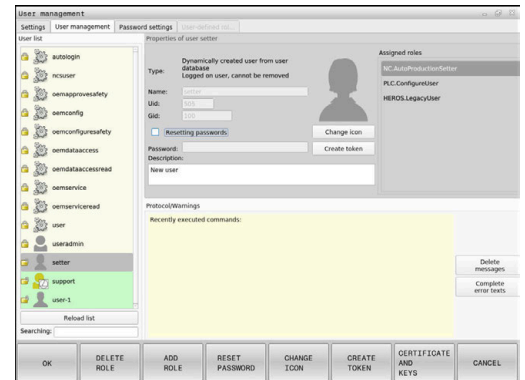 User management
Settings User management Password settings User-defined rol...
User list
autologin
ncsuser
oemapprovesafety
oemconfig
oemconfiguresafety
oemdataaccess
oemdataaccessread
oemservice
oemserviceread
user
useradmin
setter
support
user-1
Reload list
Searching:
Properties of user setter
Type: Dynamically created user from user
database
Logged on user, cannot be removed
Name: setter
Uid:
Gid: 100
Resetting passwords
Change icon
Password:
Create token
Description:
New user
Assigned roles
NC.AutoProductionSetter
PLC.ConfigureUser
HEROS.LegacyUser
Protocol/Warnings
Recently executed commands:
Delete
messages
Complete
error texts
OK
DELETE
ROLE
ADD
ROLE
RESET
PASSWORD
CHANGE
ICON
CREATE
TOKEN
CERTIFICATE
AND
KEYS
CANCEL